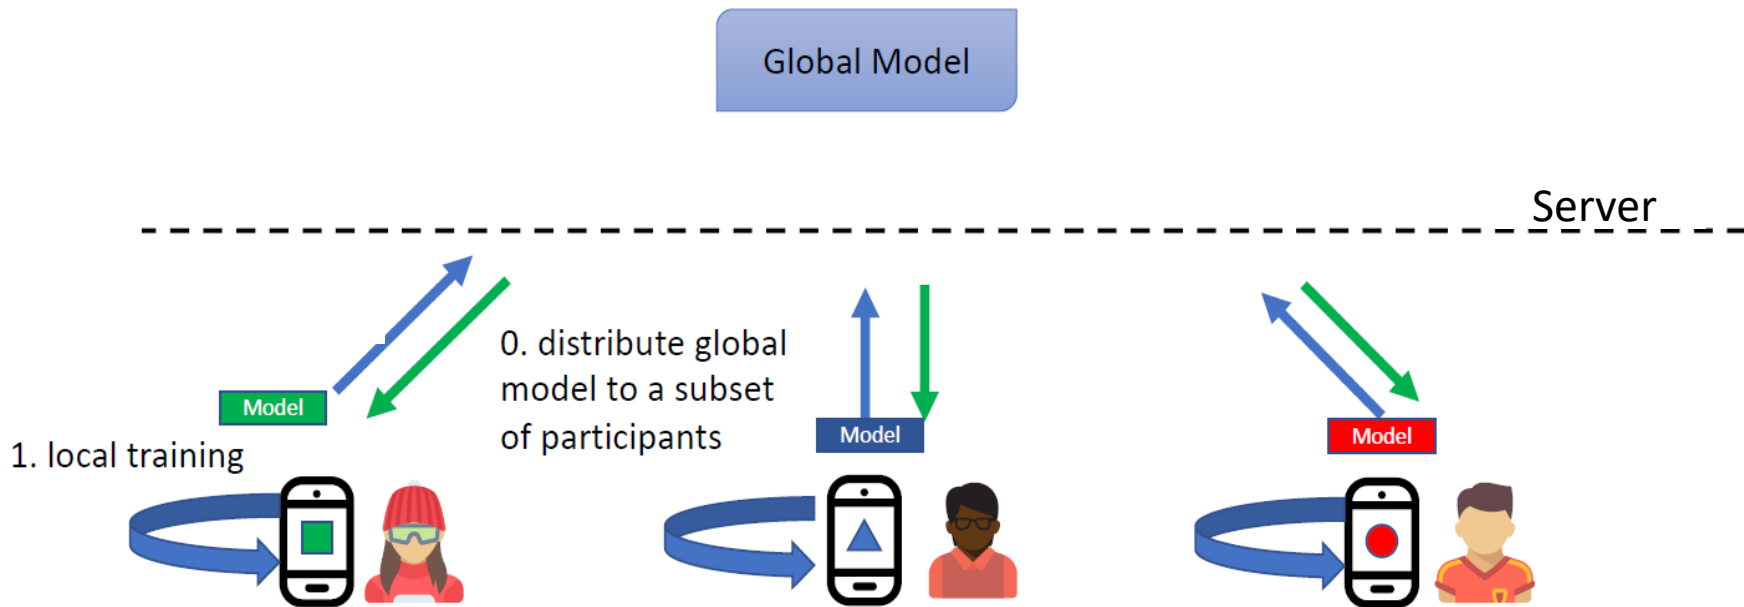 Global Model
Server
0. distribute global
model to a subset
of participants
Model
Model
Model
1. local training